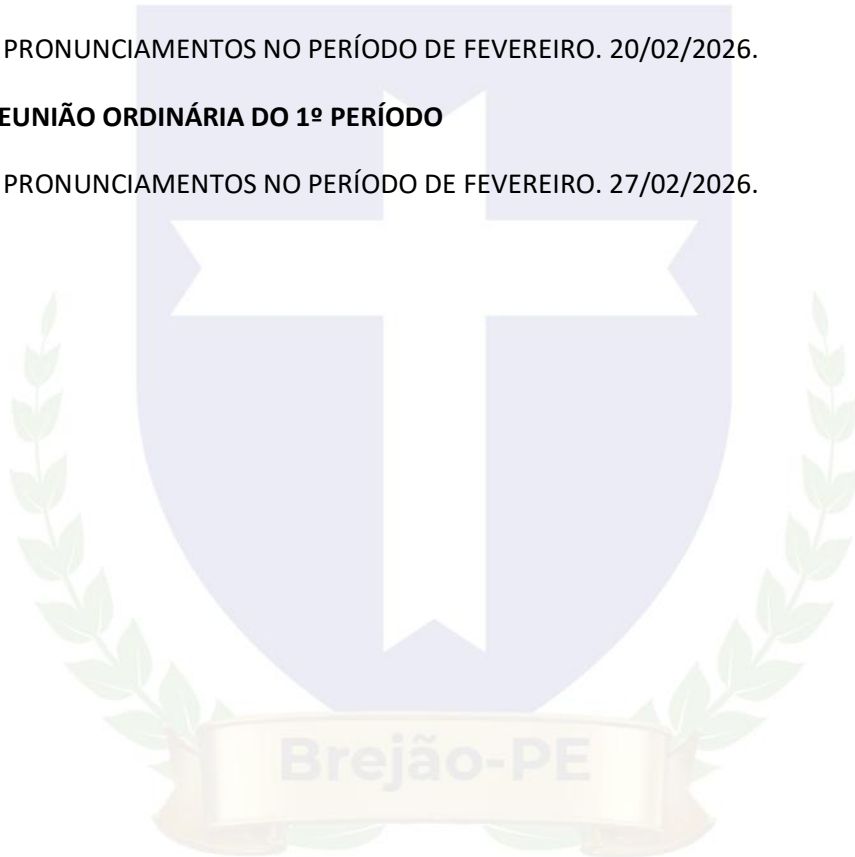 PRONUNCIAMENTOS NO PERÍODO DE FEVEREIRO. 20/02/2026.
EUNIÃO ORDINÁRIA DO 1º PERÍODO
PRONUNCIAMENTOS NO PERÍODO DE FEVEREIRO. 27/02/2026.
Brejão-PE